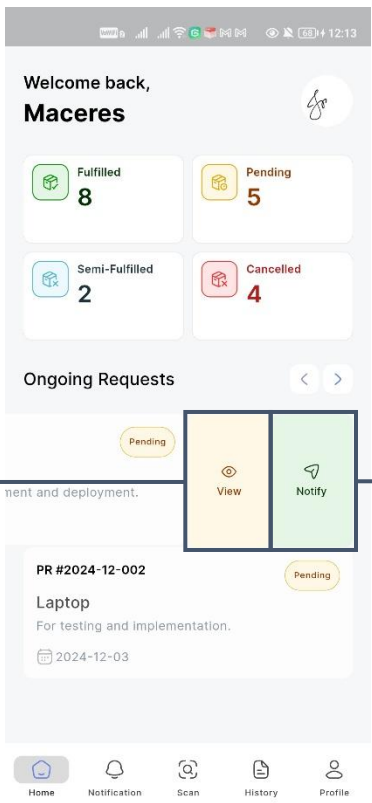 68 12:13
Welcome back,
Maceres
Fulfilled
8
Pending
5
Semi-Fulfilled
2
Cancelled
4
Ongoing Requests
Pending
View
Notify
ment and deployment.
PR #2024-12-002
Pending
Laptop
For testing and implementation.
2024-12-03
Home
Notification
Scan
History
Profile